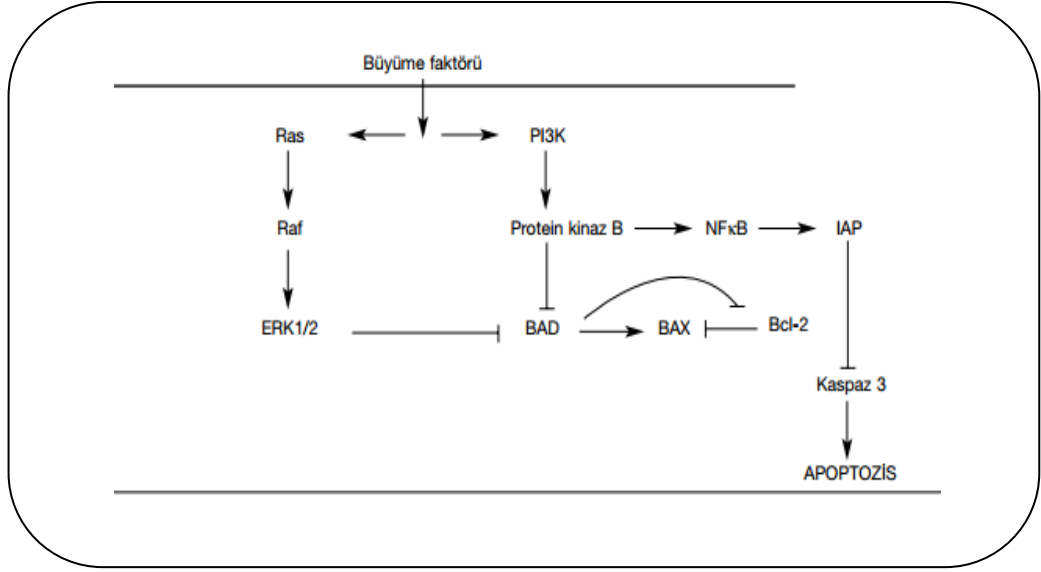 Büyüme faktörü
Ras PI3K
Raf Protein kinaz B NFκB IAP
ERK1/2 BAD BAX Bcl-2
Kaspaz 3
APOPTOZİS